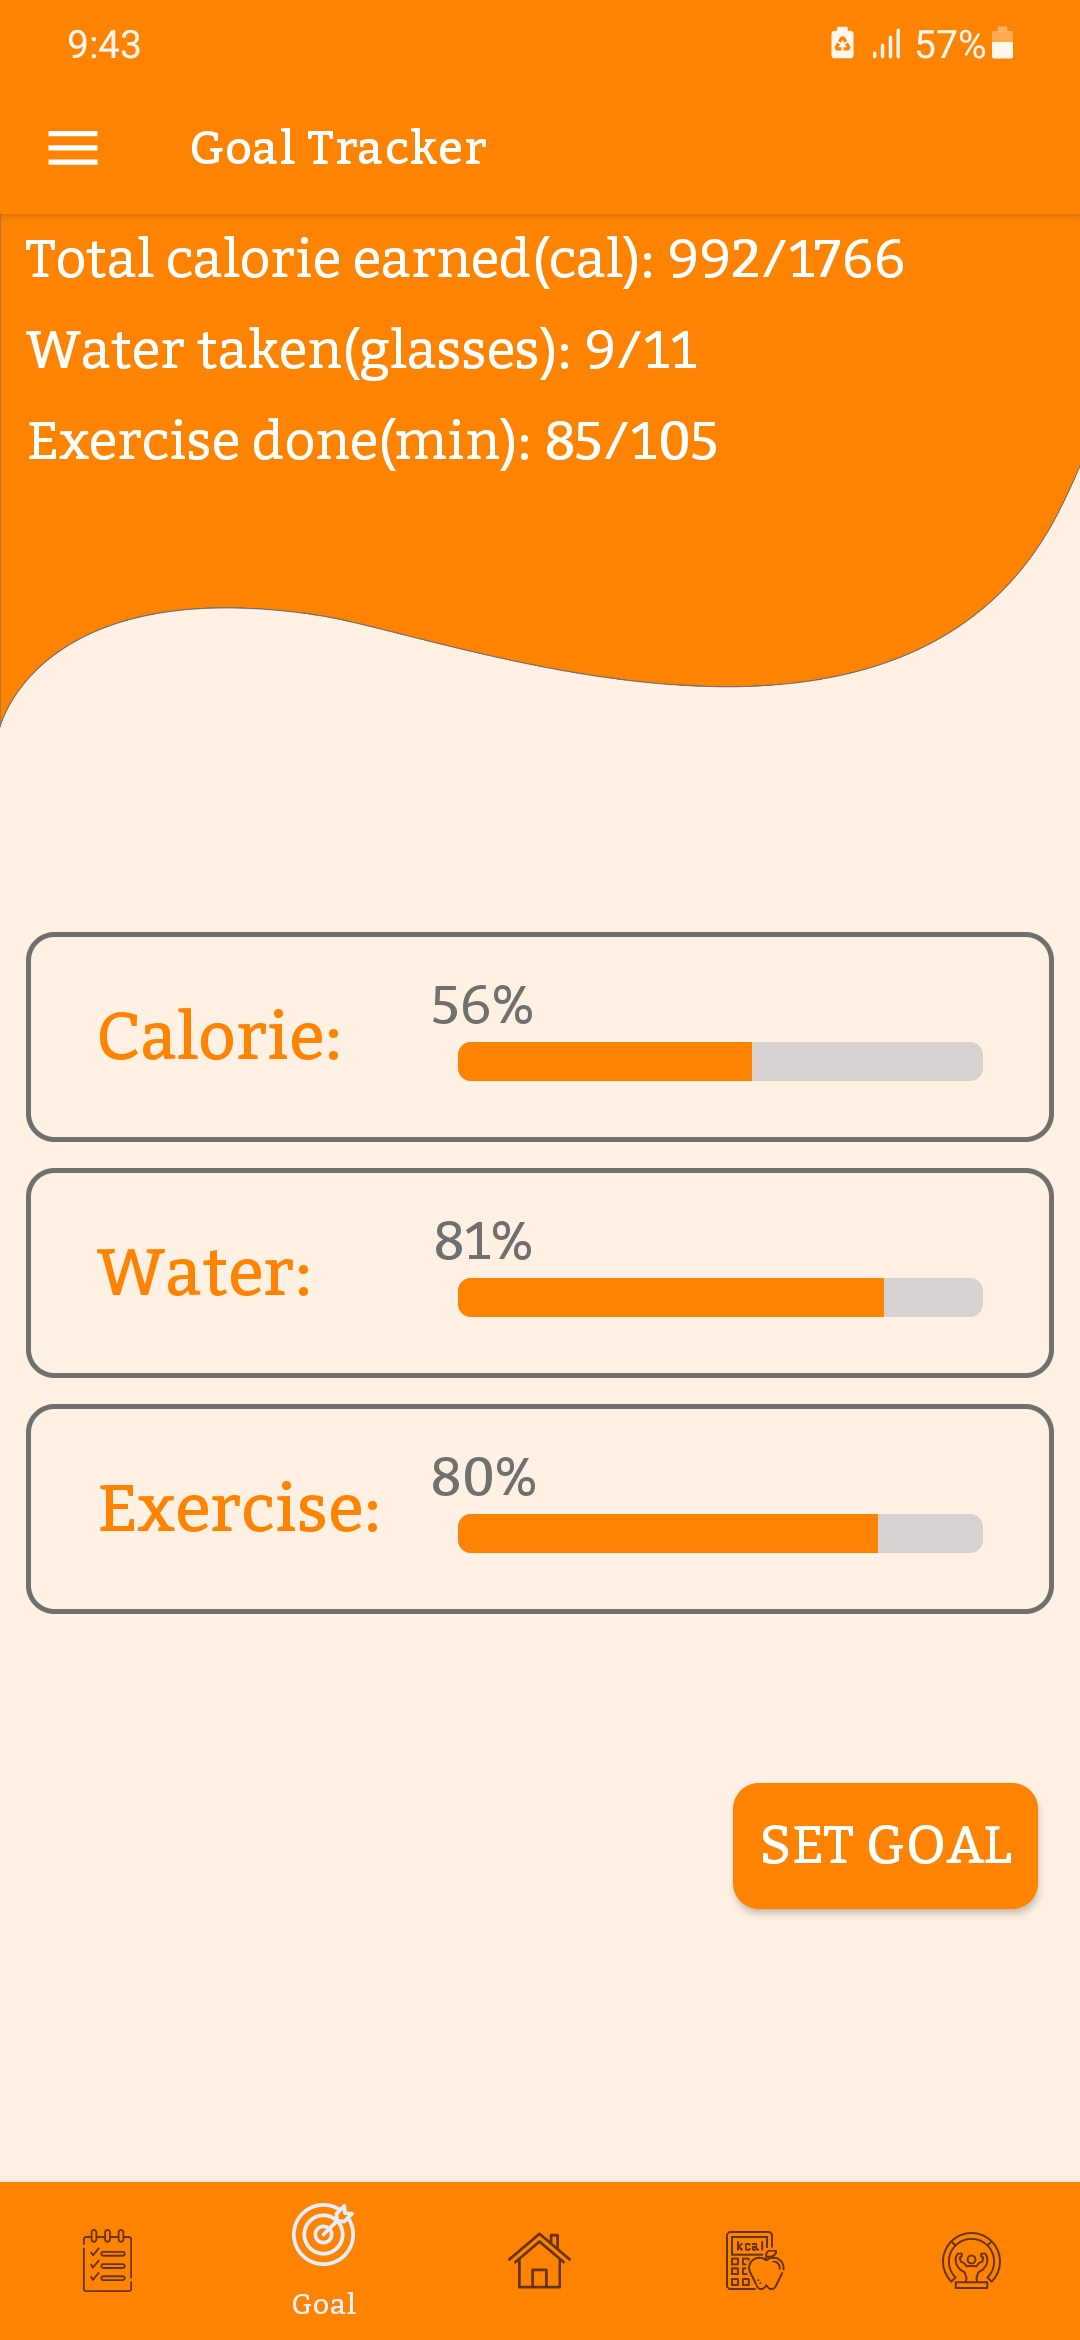 9:43 57%
Goal Tracker
Total calorie earned(cal): 992/1766
Water taken(glasses): 9/11
Exercise done(min): 85/105
56%
Calorie:
81%
Water:
80%
Exercise:
SET GOAL
kcal
Goal